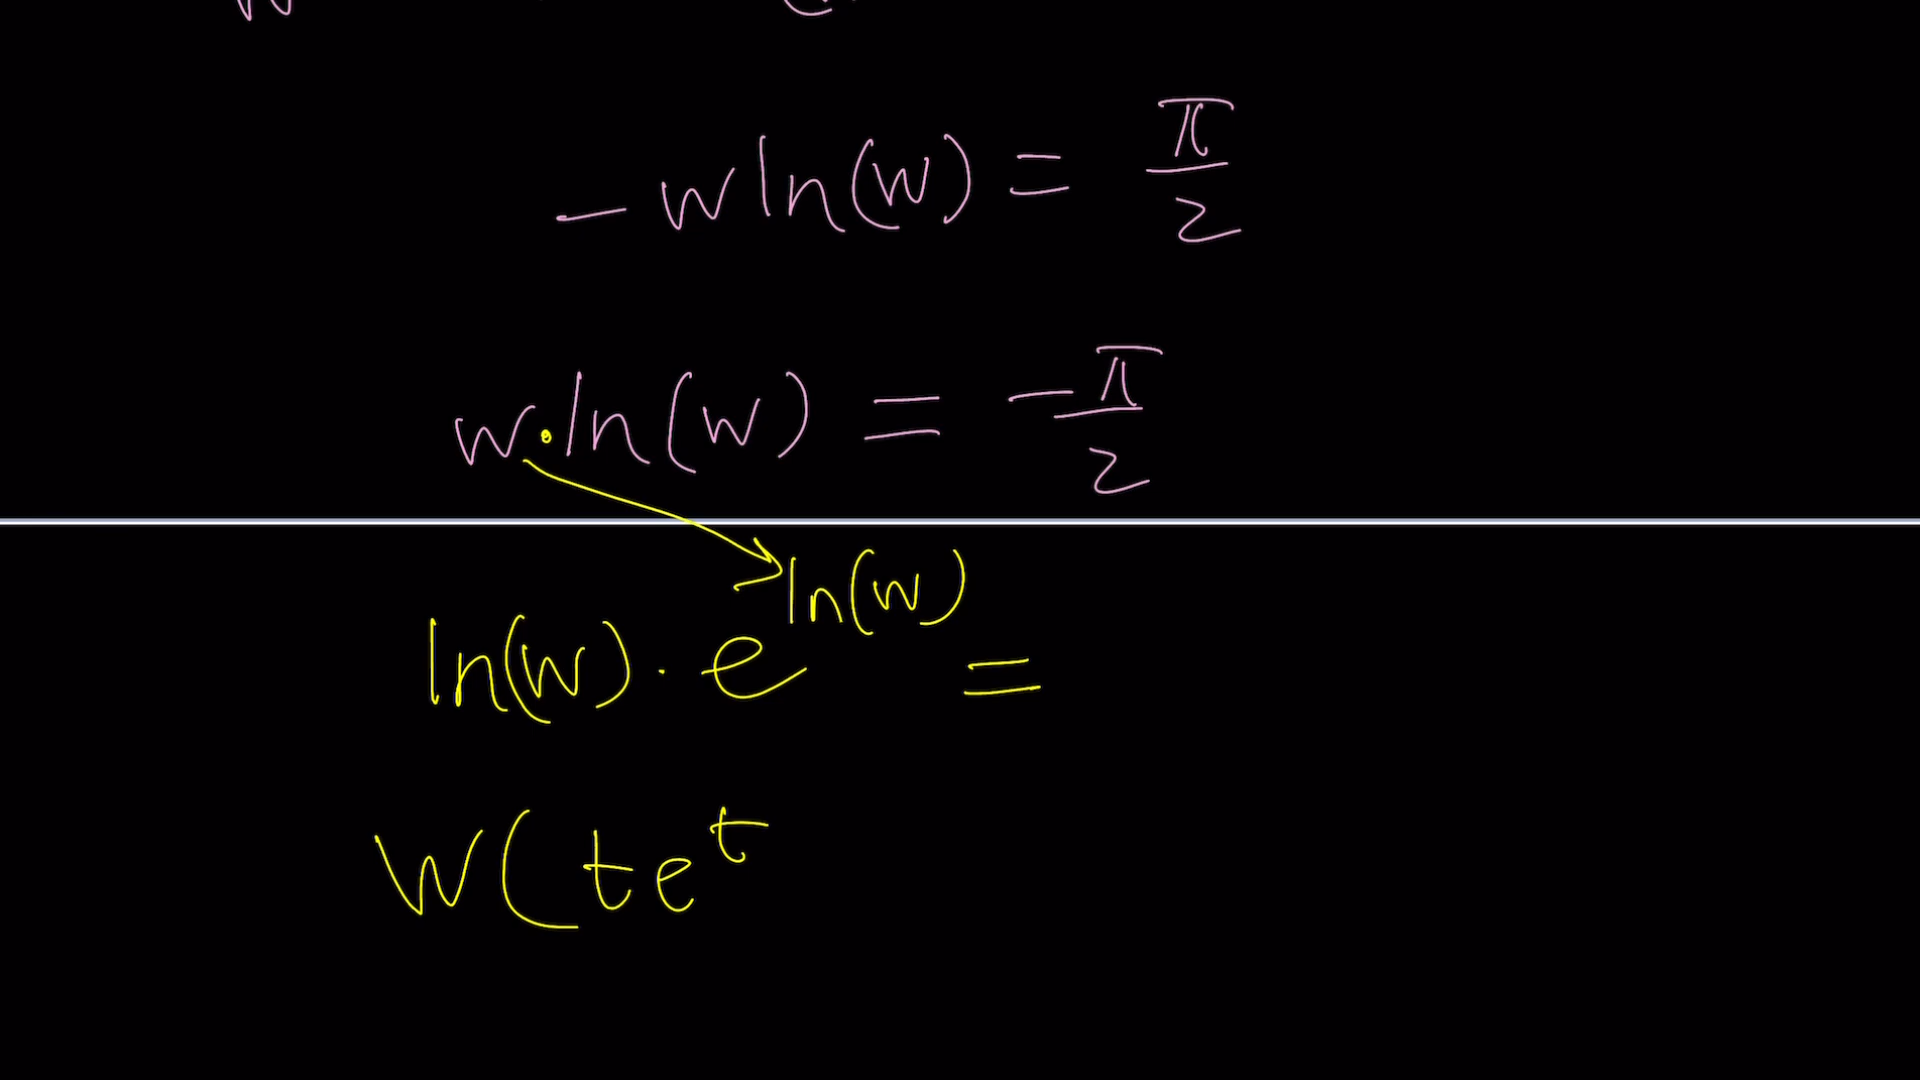 -w ln(w) = π/2
w·ln(w) = -π/2
ln(w)·e^ln(w) =
W(te^t